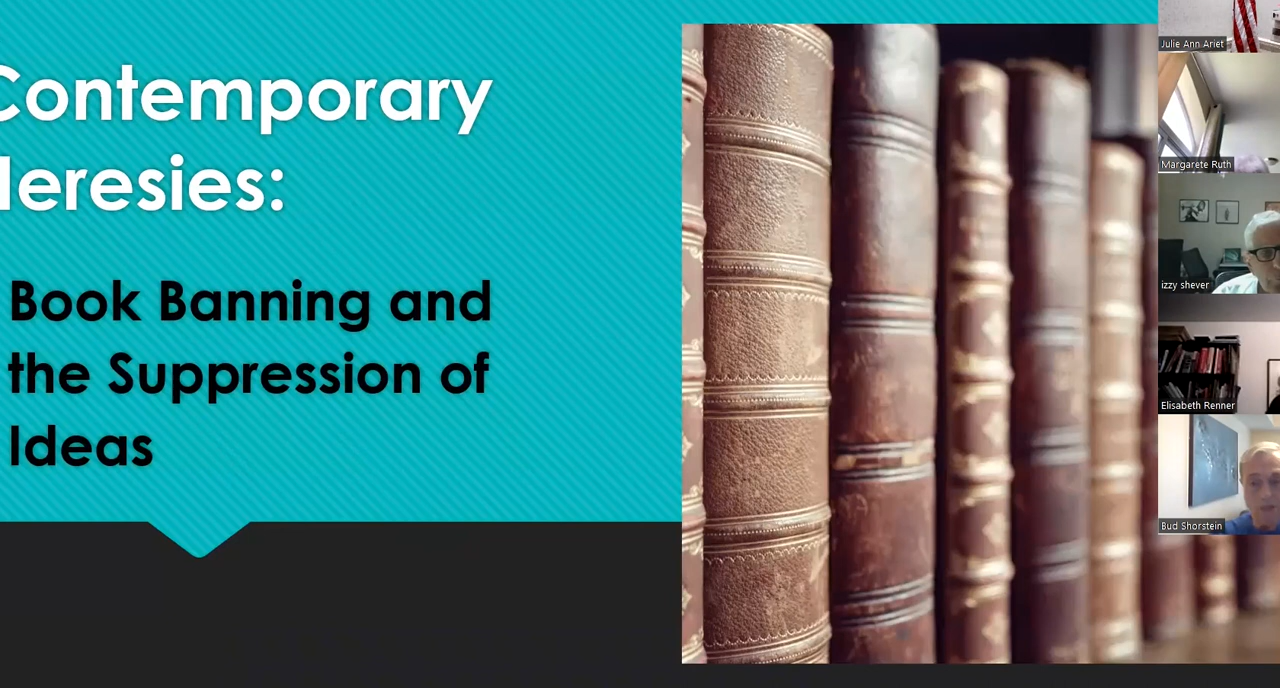 Contemporary
Heresies:
Book Banning and
the Suppression of
Ideas
Julie Ann Ariet
Margarete Ruth
izzy shever
Elisabeth Renner
Bud Shorstein